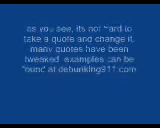 as you see, its not hard to
take a quote and change it.
many quotes have been
tweaked. examples can be
found at debunking911.com